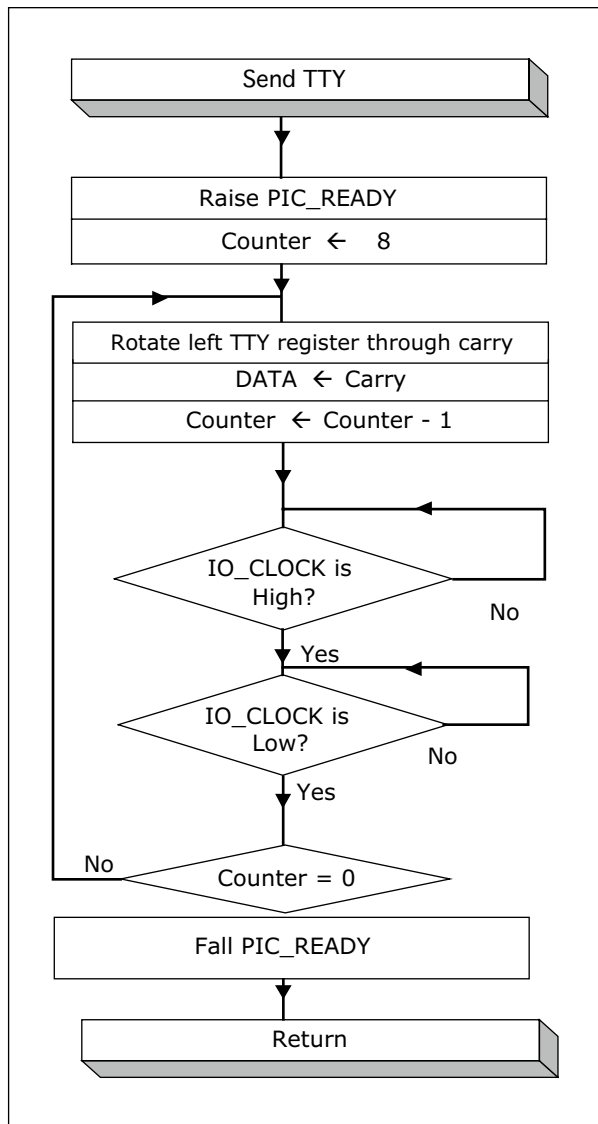 Send TTY
Raise PIC_READY
Counter ← 8
Rotate left TTY register through carry
DATA ← Carry
Counter ← Counter - 1
IO_CLOCK is
High?
No
Yes
IO_CLOCK is
Low?
No
Yes
No
Counter = 0
Fall PIC_READY
Return